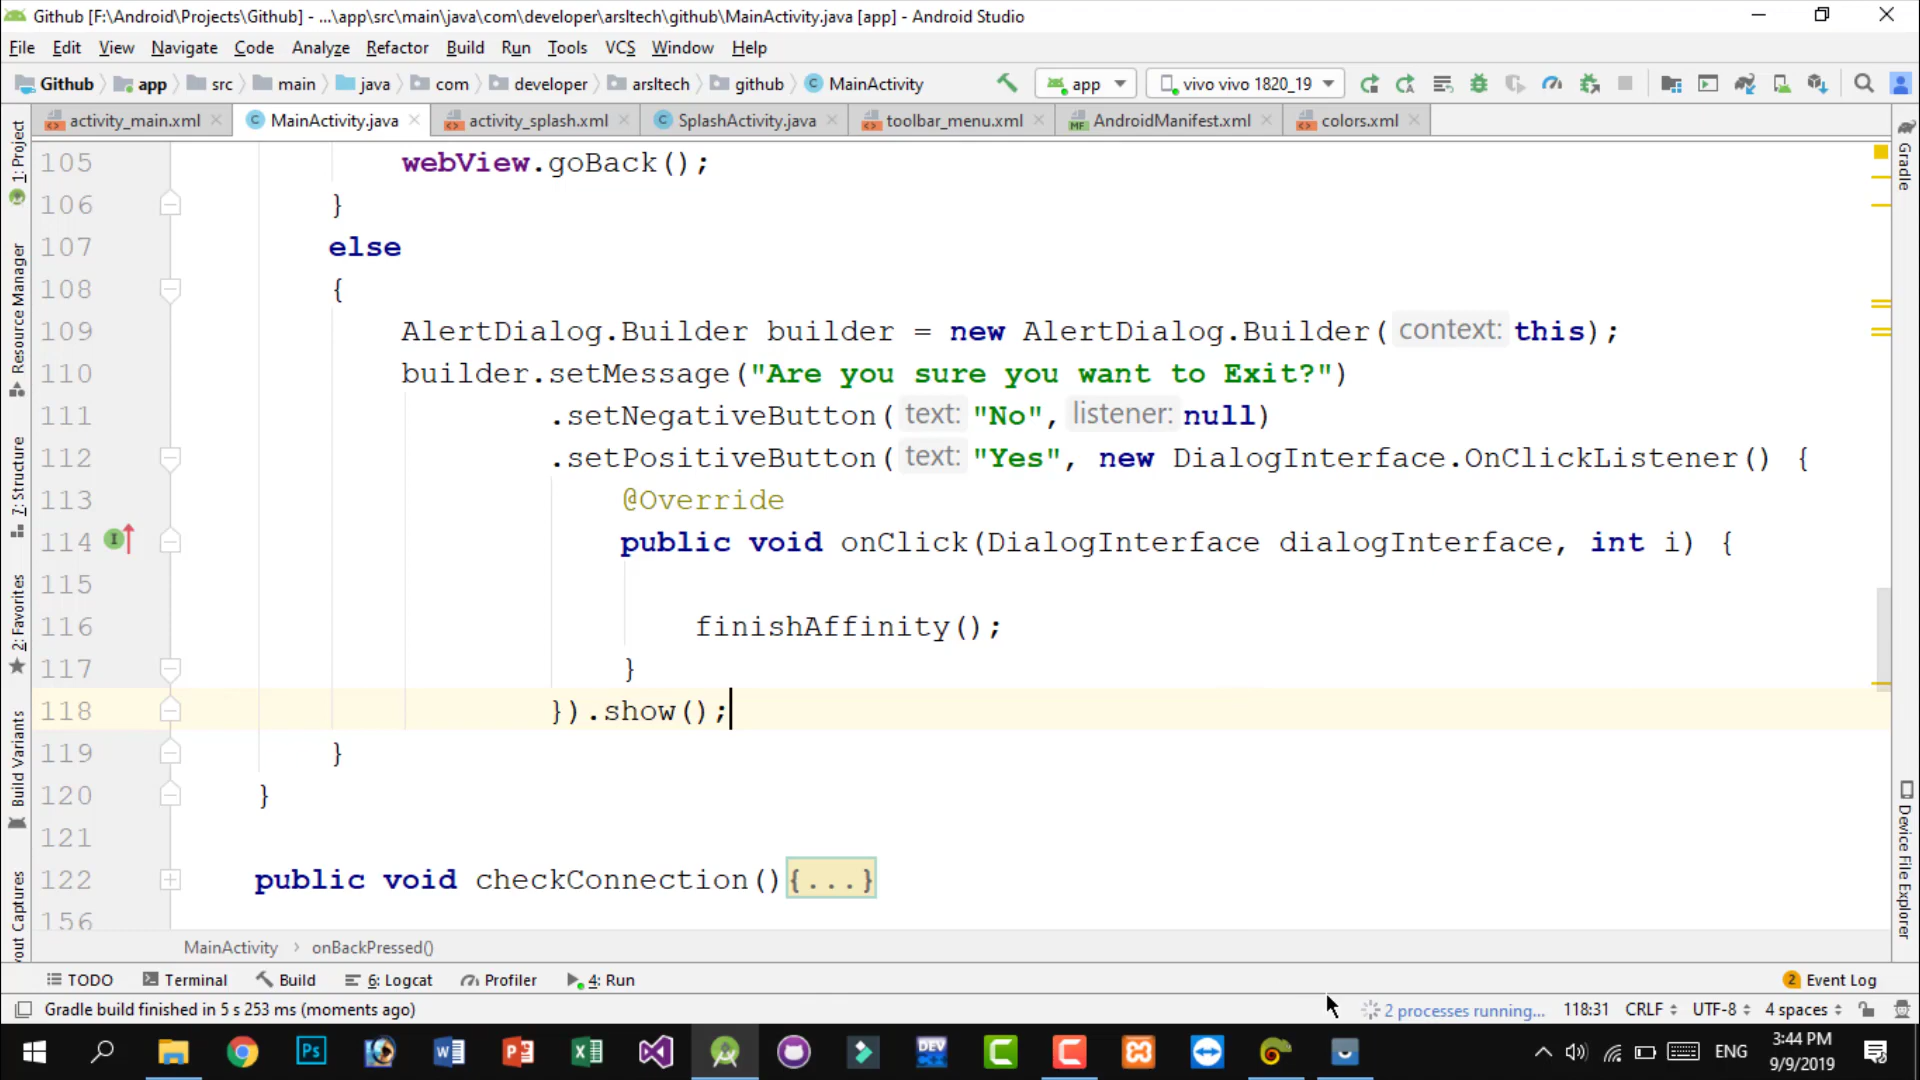 Github [F:\Android\Projects\Github] - ...\app\src\main\java\com\developer\arsltech\github\MainActivity.java [app] - Android Studio
File Edit View Navigate Code Analyze Refactor Build Run Tools VCS Window Help
Github app src main java com developer arsltech github MainActivity app vivo vivo 1820_19
activity_main.xml MainActivity.java activity_splash.xml SplashActivity.java toolbar_menu.xml AndroidManifest.xml colors.xml
1: Project
Resource Manager
7: Structure
2: Favorites
Build Variants
out Captures
Gradle
Device File Explorer
105 webView.goBack();
106 }
107 else
108 {
109 AlertDialog.Builder builder = new AlertDialog.Builder( context: this);
110 builder.setMessage("Are you sure you want to Exit?")
111 .setNegativeButton( text: "No", listener: null)
112 .setPositiveButton( text: "Yes", new DialogInterface.OnClickListener() {
113 @Override
114 public void onClick(DialogInterface dialogInterface, int i) {
115
116 finishAffinity();
117 }
118 }).show();
119 }
120 }
121
122 public void checkConnection(){...}
156
MainActivity › onBackPressed()
TODO Terminal Build 6: Logcat Profiler 4: Run 2 Event Log
Gradle build finished in 5 s 253 ms (moments ago) 2 processes running... 118:31 CRLF UTF-8 4 spaces
Ps DEV ENG 3:44 PM
9/9/2019